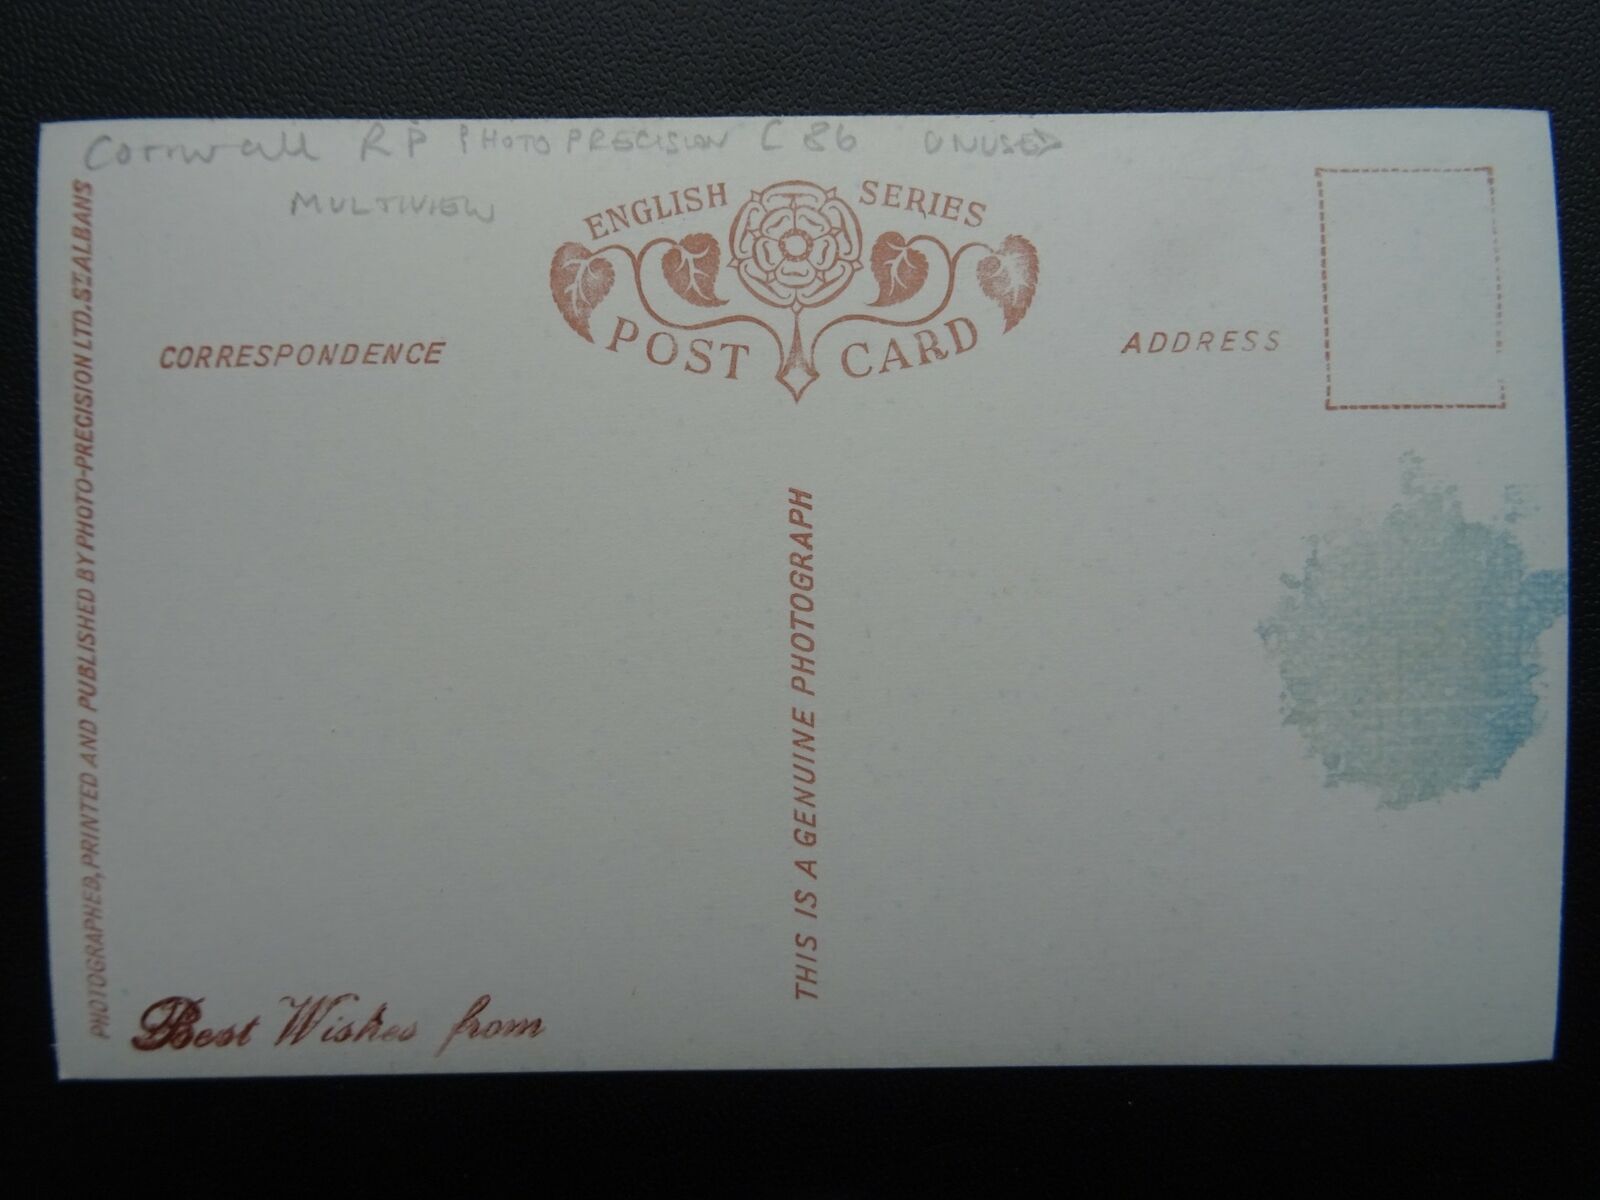 Cornwall RP PHOTO PRECISION C86 UNUSED
MULTIVIEW
ENGLISH SERIES
POST CARD
CORRESPONDENCE
ADDRESS
PHOTOGRAPHED, PRINTED AND PUBLISHED BY PHOTO-PRECISION LTD. ST. ALBANS
THIS IS A GENUINE PHOTOGRAPH
Best Wishes from